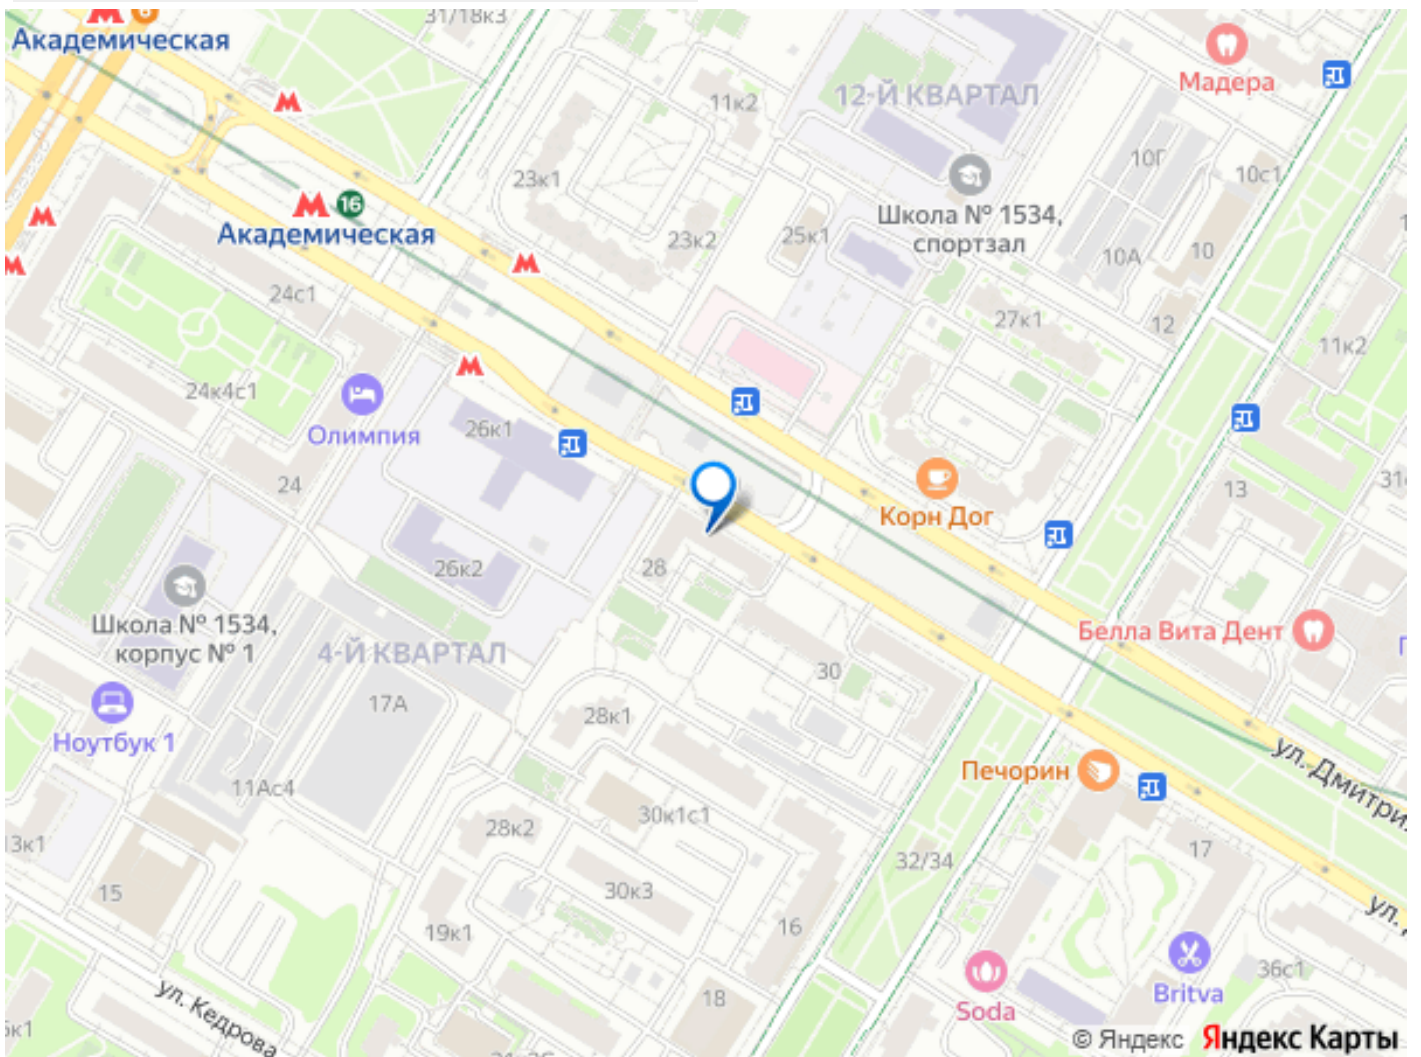 31/18к3
6
Академическая
Мадера
12-Й КВАРТАЛ
11к2
10Г
10с1
23к1
Школа № 1534,
спортзал
16
Академическая
23к2
25к1
10А
10
24с1
27к1
12
11к2
24к4с1
Олимпия
26к1
24
13
Корн Дог
28
26к2
Школа № 1534,
корпус № 1
4-Й КВАРТАЛ
Белла Вита Дент
30
17А
28к1
Ноутбук 1
Печорин
ул. Дмитри
11Ас4
30к1с1
28к2
17
13к1
32/34
15
30к3
ул.
19к1
16
36с1
Soda
Britva
18
ул. Кедрова
© Яндекс
Яндекс Карты